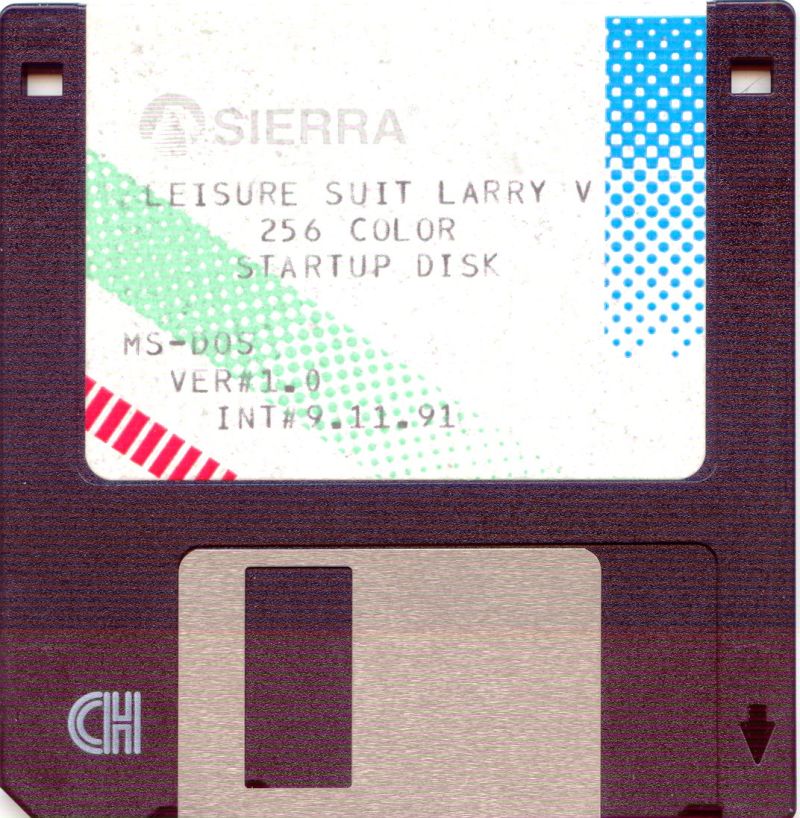 SIERRA
LEISURE SUIT LARRY V
256 COLOR
STARTUP DISK
MS-DOS
VER#1.0
INT#9.11.91
CH